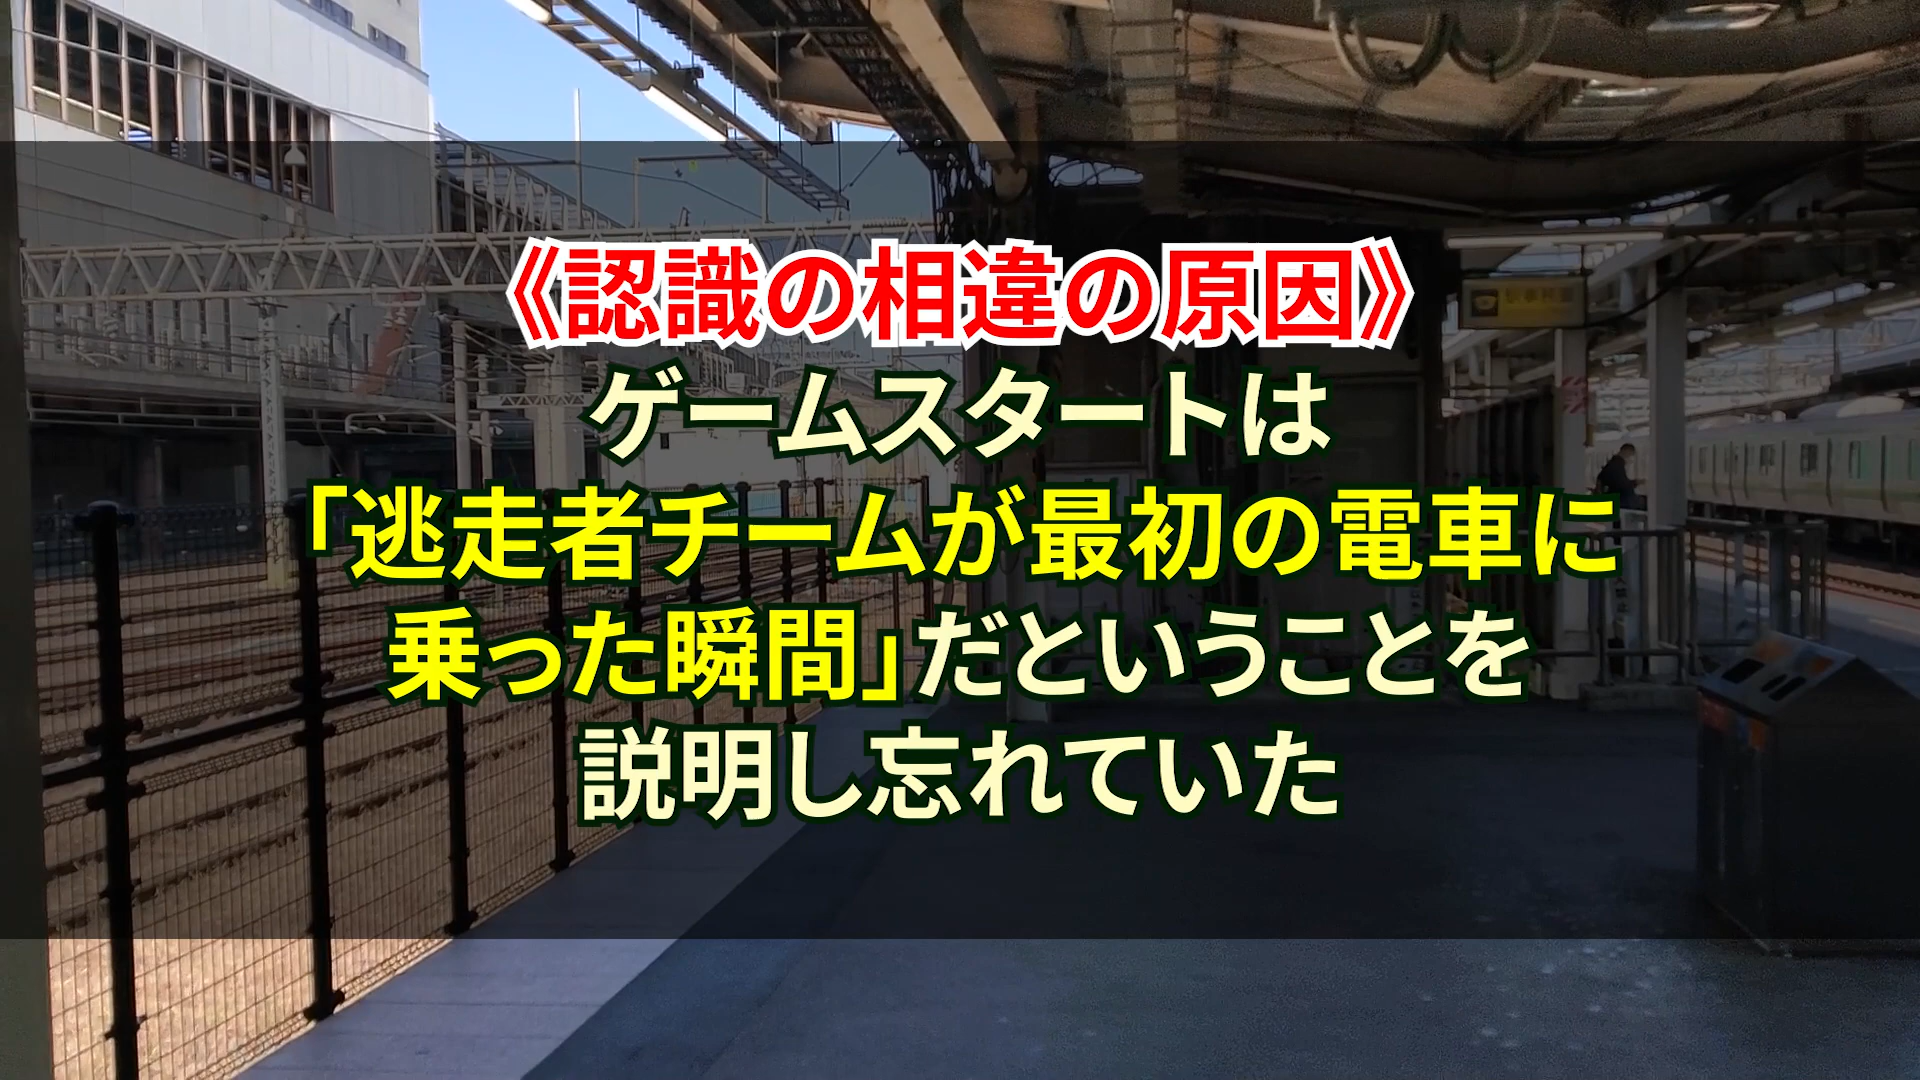 《認識の相違の原因》
ゲームスタートは
「逃走者チームが最初の電車に
乗った瞬間」だということを
説明し忘れていた